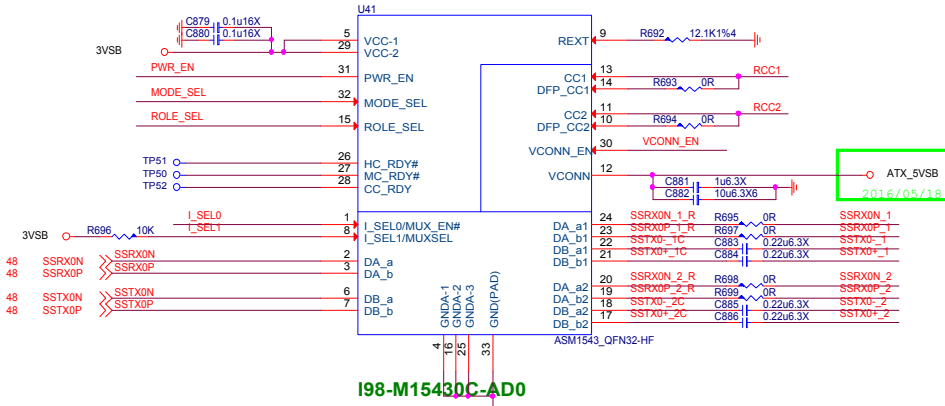 U41
C879 0.1u16X
C880 0.1u16X
3VSB
5 VCC-1
29 VCC-2
PWR_EN 31 PWR_EN
MODE_SEL 32 MODE_SEL
ROLE_SEL 15 ROLE_SEL
TP51 26 HC_RDY#
TP50 27 MC_RDY#
TP52 28 CC_RDY
I_SEL0 1 I_SEL0/MUX_EN#
I_SEL1
3VSB R696 10K 8 I_SEL1/MUXSEL
48 SSRX0N SSRX0N 2 DA_a
48 SSRX0P SSRX0P 3 DA_b
48 SSTX0N SSTX0N 6 DB_a
48 SSTX0P SSTX0P 7 DB_b
REXT 9 R692 12.1K1%4
CC1 13 RCC1
DFP_CC1 14 R693 0R
CC2 11 RCC2
DFP_CC2 10 R694 0R
VCONN_EN 30 VCONN_EN
VCONN 12 ATX_5VSB
C881 1u6.3X
C882 10u6.3X6
2016/05/18
DA_a1 24 SSRX0N_1_R R695 0R SSRX0N_1
DA_b1 23 SSRX0P_1_R R697 0R SSRX0P_1
DB_a1 22 SSTX0-_1C C883 0.22u6.3X SSTX0-_1
DB_b1 21 SSTX0+_1C C884 0.22u6.3X SSTX0+_1
DA_a2 20 SSRX0N_2_R R698 0R SSRX0N_2
DA_b2 19 SSRX0P_2_R R699 0R SSRX0P_2
DB_a2 18 SSTX0-_2C C885 0.22u6.3X SSTX0-_2
DB_b2 17 SSTX0+_2C C886 0.22u6.3X SSTX0+_2
GNDA-1
GNDA-2
GNDA-3
GND(PAD)
4 16 25 33
ASM1543_QFN32-HF
I98-M15430C-AD0